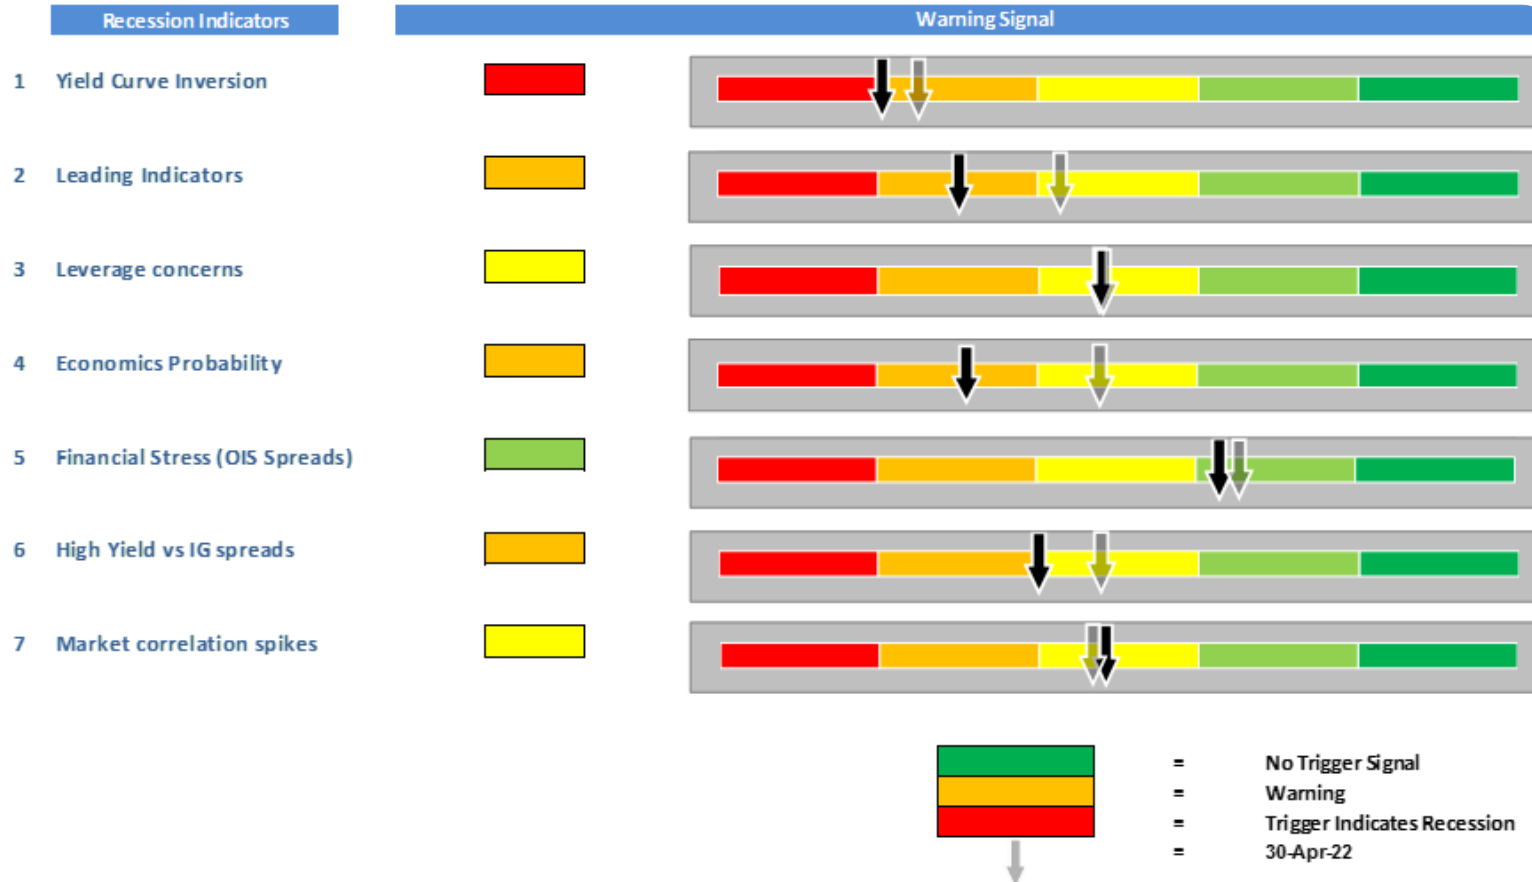 Recession Indicators Warning Signal
1 Yield Curve Inversion
2 Leading Indicators
3 Leverage concerns
4 Economics Probability
5 Financial Stress (OIS Spreads)
6 High Yield vs IG spreads
7 Market correlation spikes
= No Trigger Signal
= Warning
= Trigger Indicates Recession
= 30-Apr-22